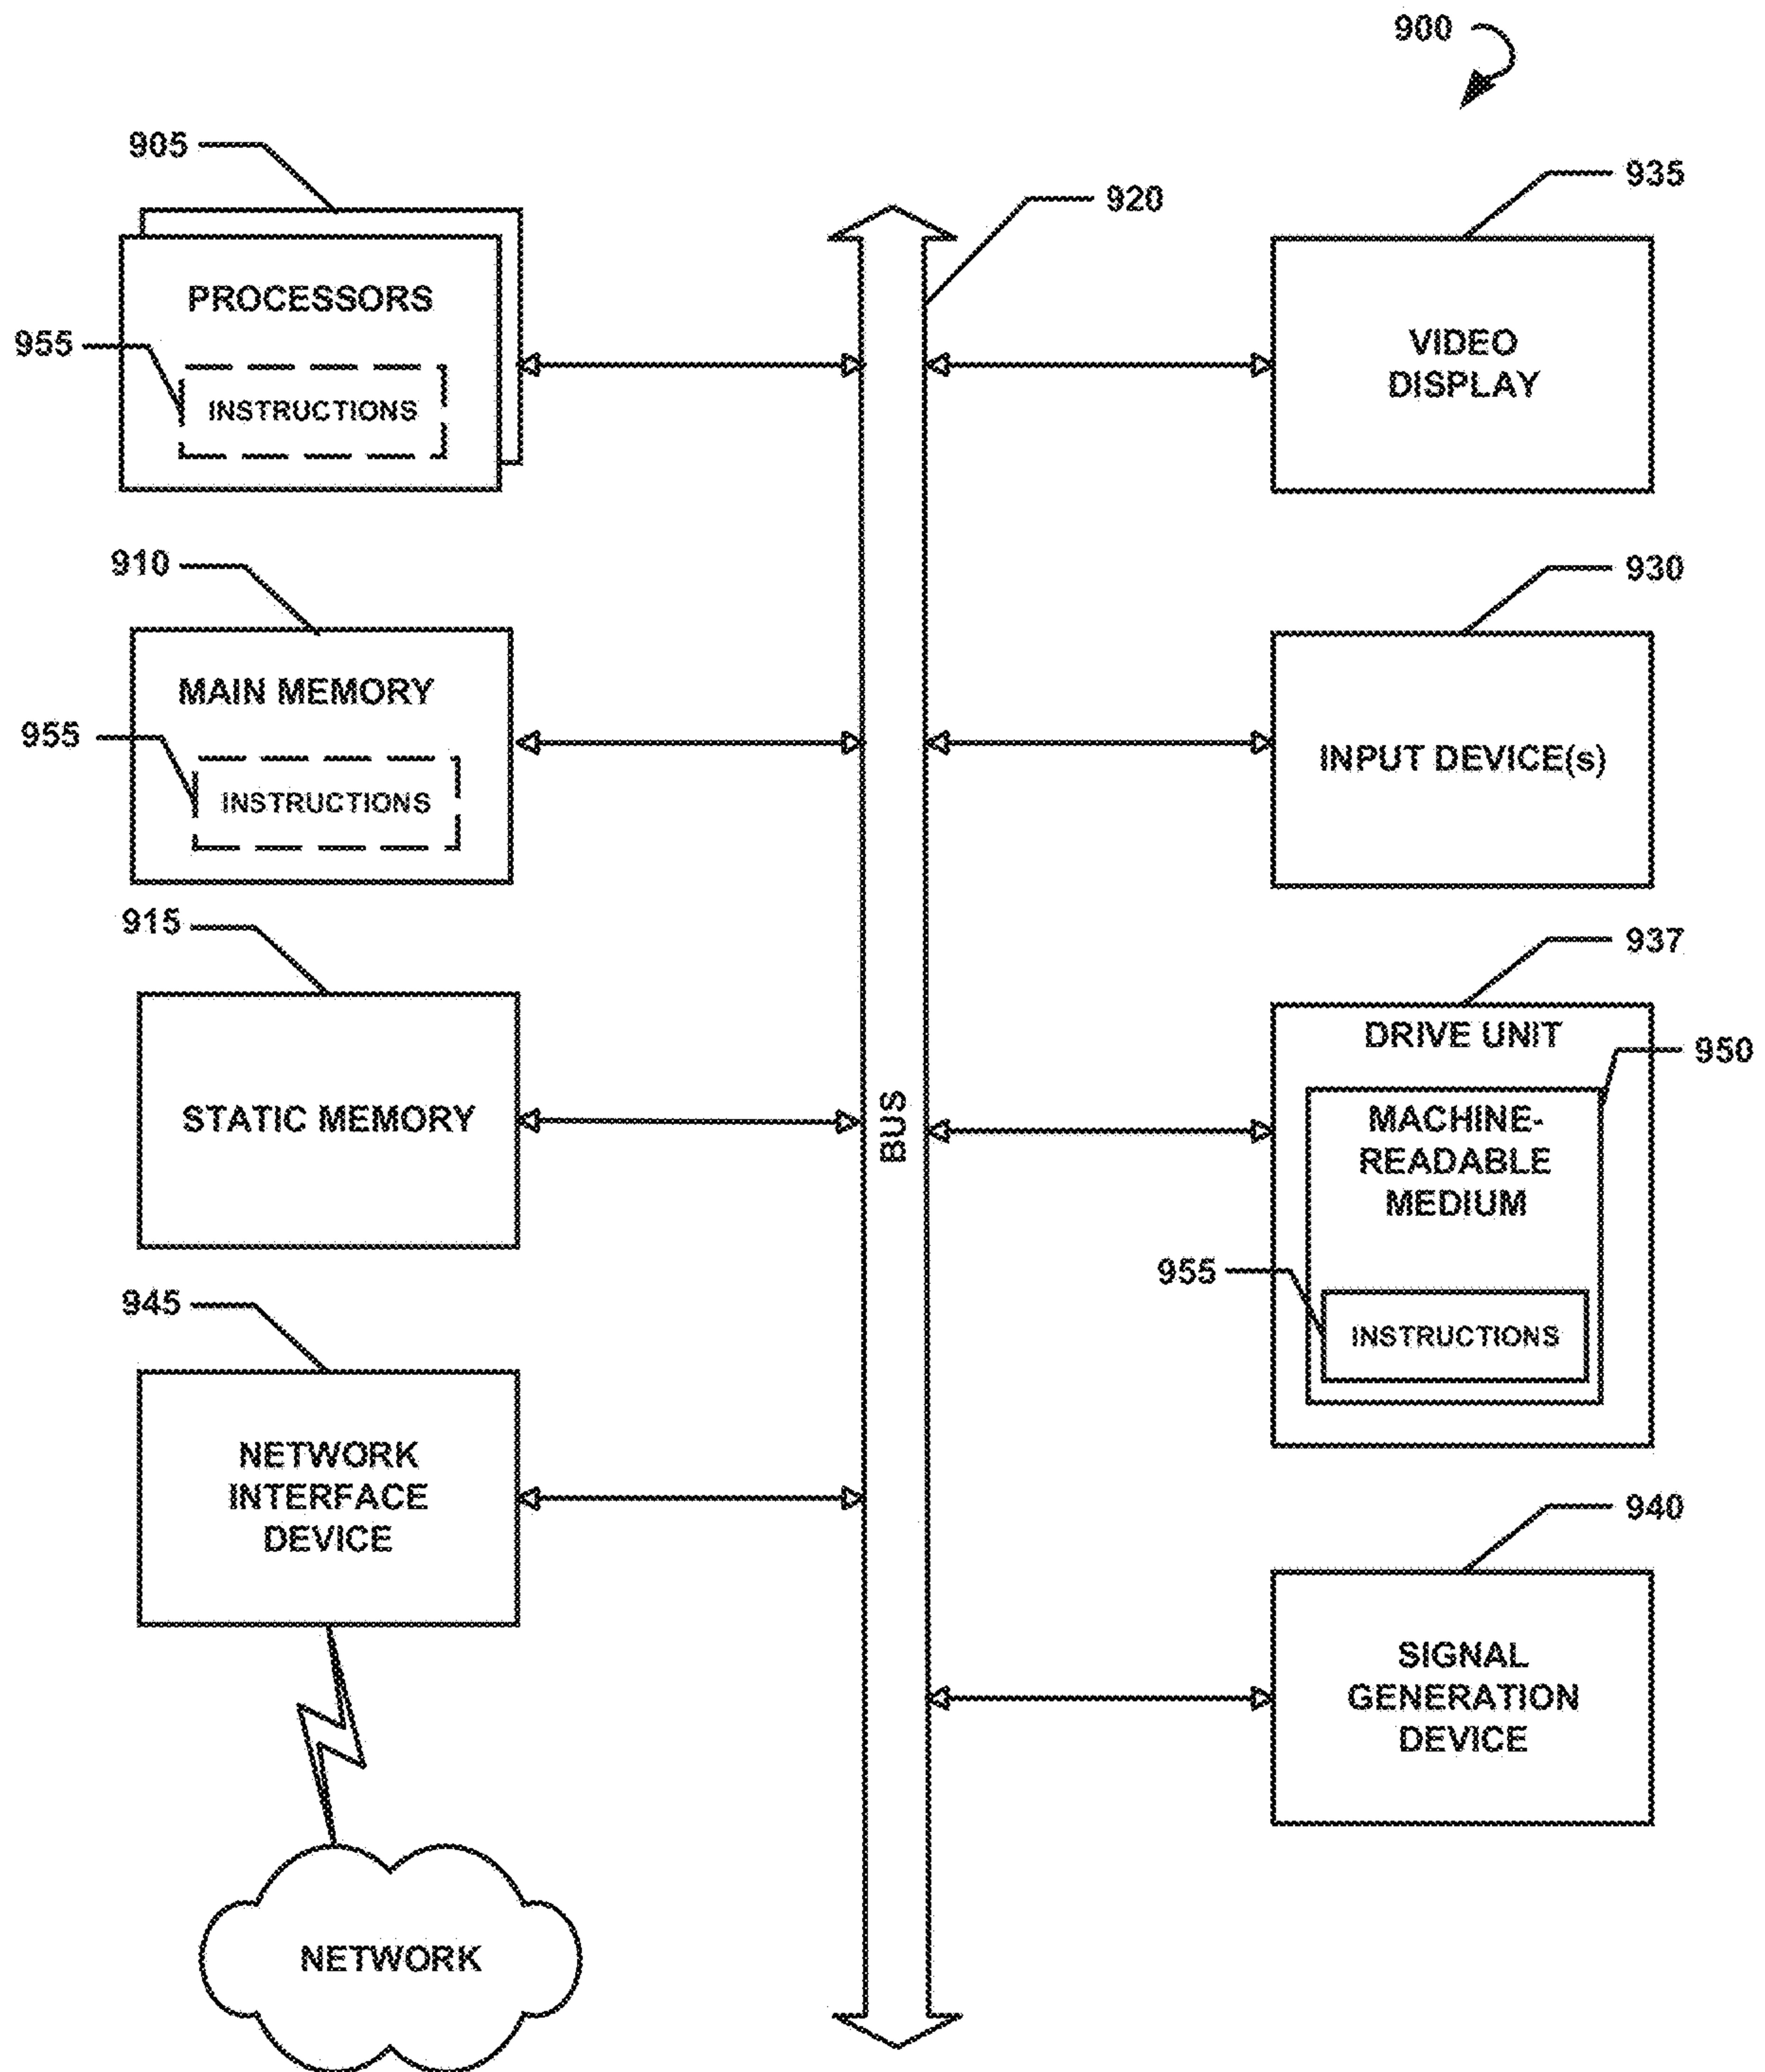 900
905
PROCESSORS
955
INSTRUCTIONS
910
MAIN MEMORY
955
INSTRUCTIONS
915
STATIC MEMORY
945
NETWORK
INTERFACE
DEVICE
NETWORK
920
BUS
935
VIDEO
DISPLAY
930
INPUT DEVICE(s)
937
DRIVE UNIT
950
MACHINE-
READABLE
MEDIUM
955
INSTRUCTIONS
940
SIGNAL
GENERATION
DEVICE